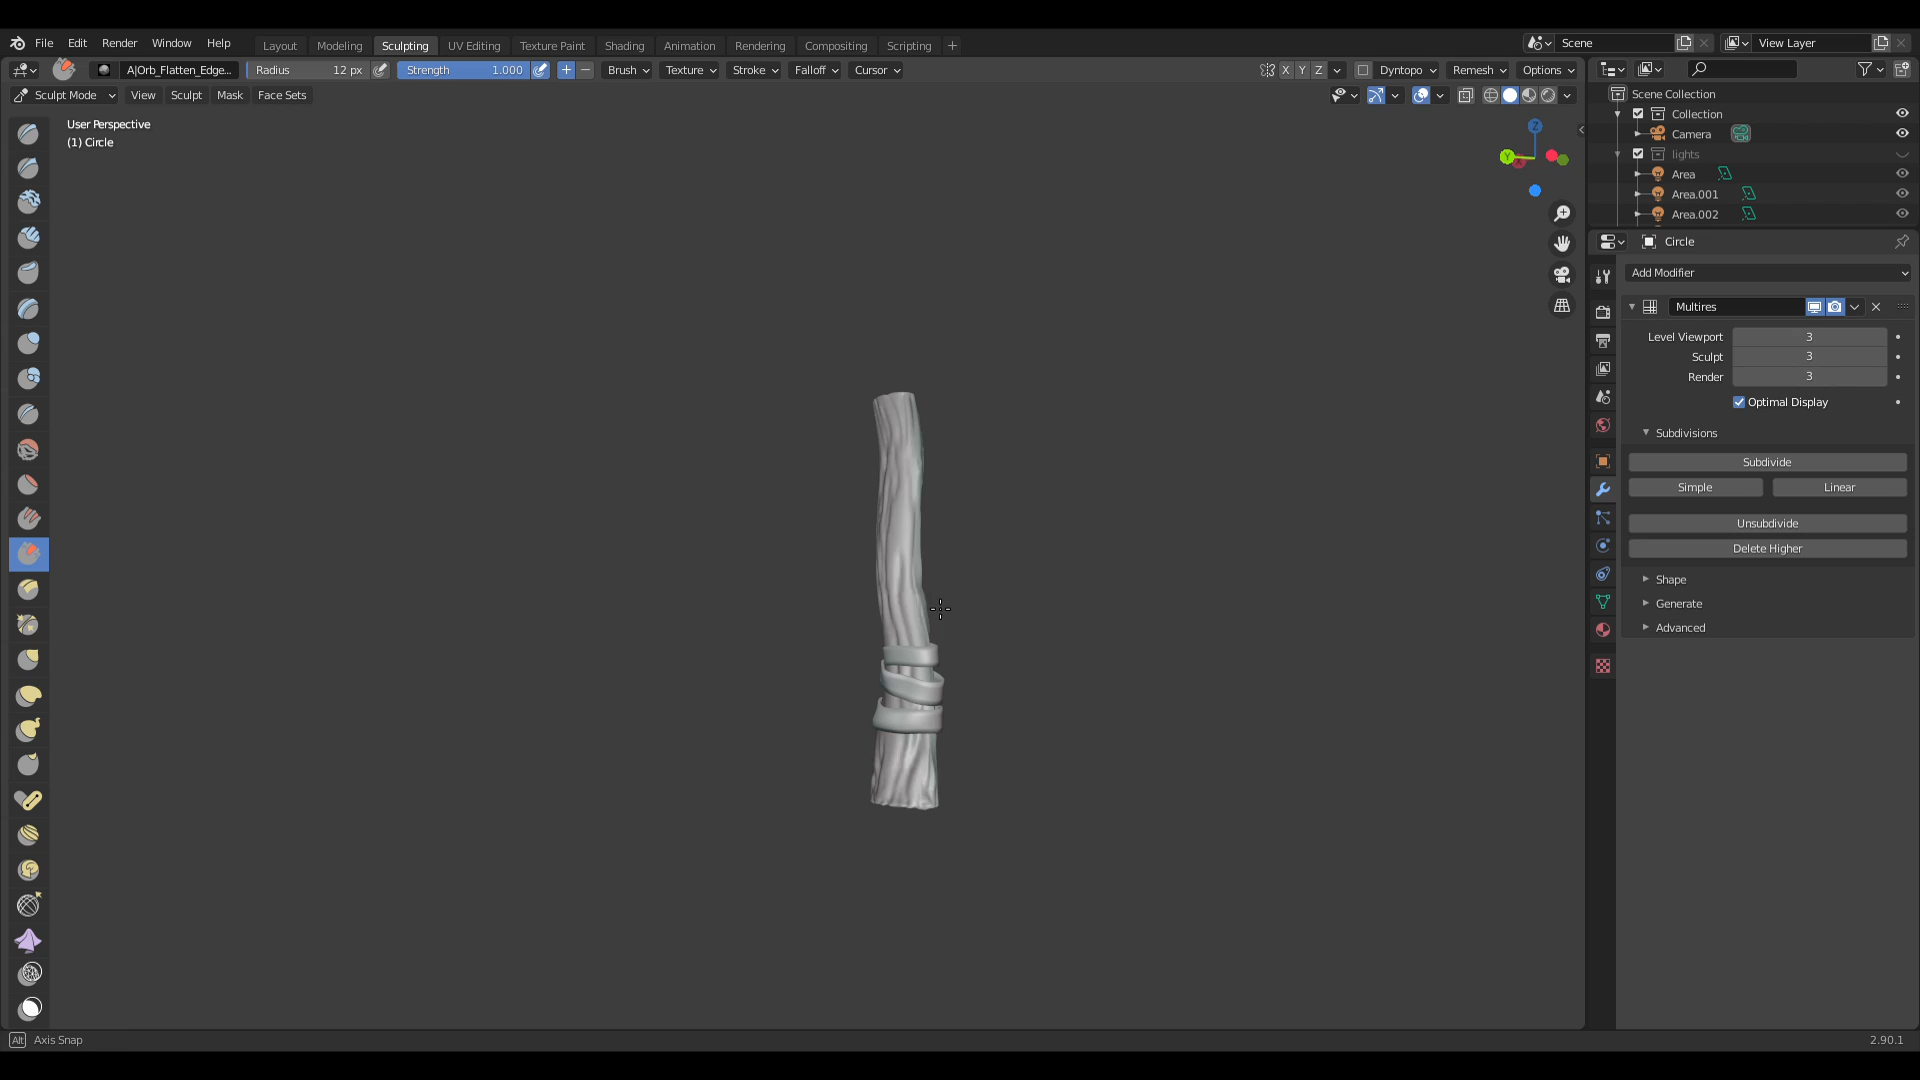 File Edit Render Window Help Layout Modeling Sculpting UV Editing Texture Paint Shading Animation Rendering Compositing Scripting Scene View Layer
A|Orb_Flatten_Edge... Radius 12 px Strength 1.000 Brush Texture Stroke Falloff Cursor X Y Z Dyntopo Remesh Options
Sculpt Mode View Sculpt Mask Face Sets
Scene Collection
Collection
Camera
lights
Area
Area.001
Area.002
User Perspective
(1) Circle
Z
Y
X
Circle
Add Modifier
Multires
Level Viewport 3
Sculpt 3
Render 3
Optimal Display
Subdivisions
Subdivide
Simple Linear
Unsubdivide
Delete Higher
Shape
Generate
Advanced
Alt Axis Snap 2.90.1